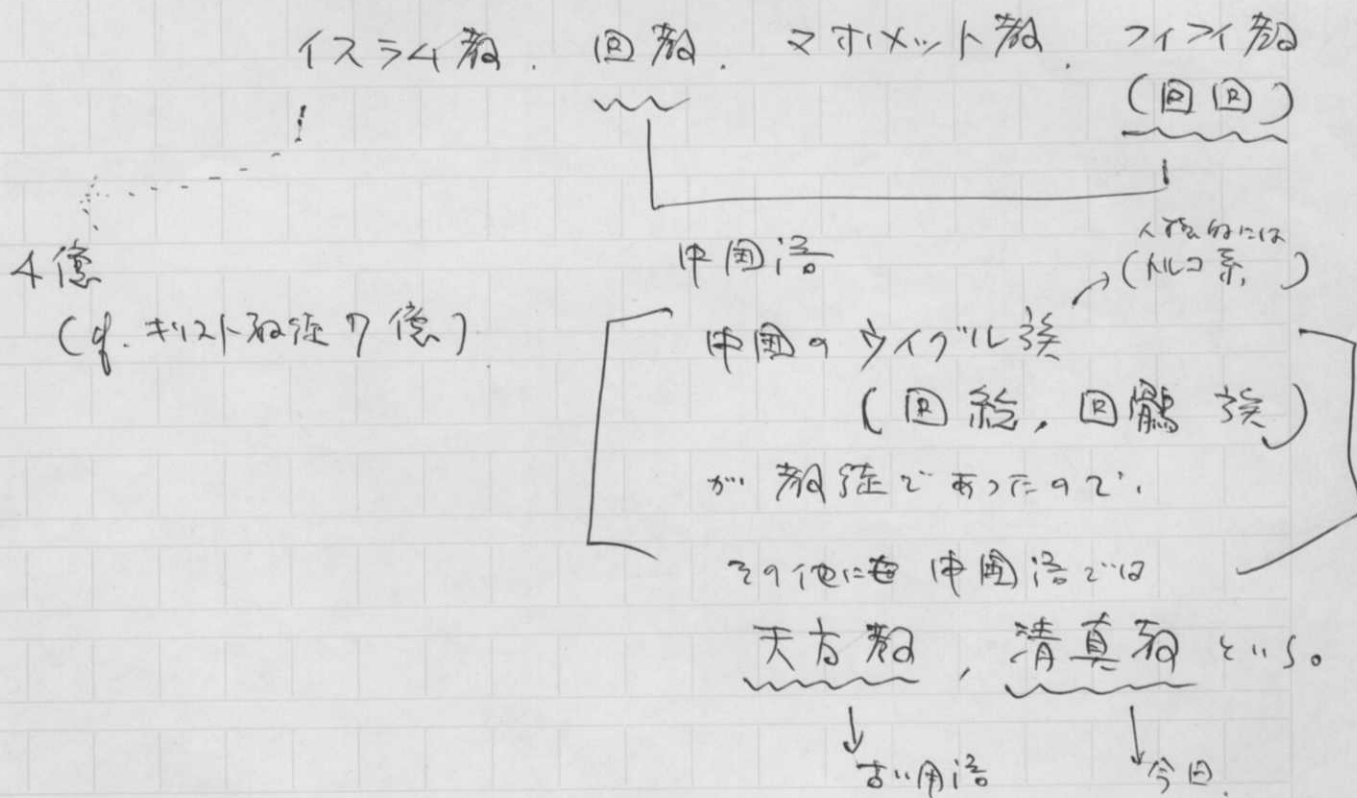 イスラム教. 回教. マホメット教. フイフイ教
(回回)
中国語
人種的には
(トルコ系)
4億
(cf. キリスト教徒 7億)
中国のウイグル族
(回紇, 回鶻族)
が教徒であったので,
その他にも中国語では
天方教, 清真教という。
古い用語
今日.